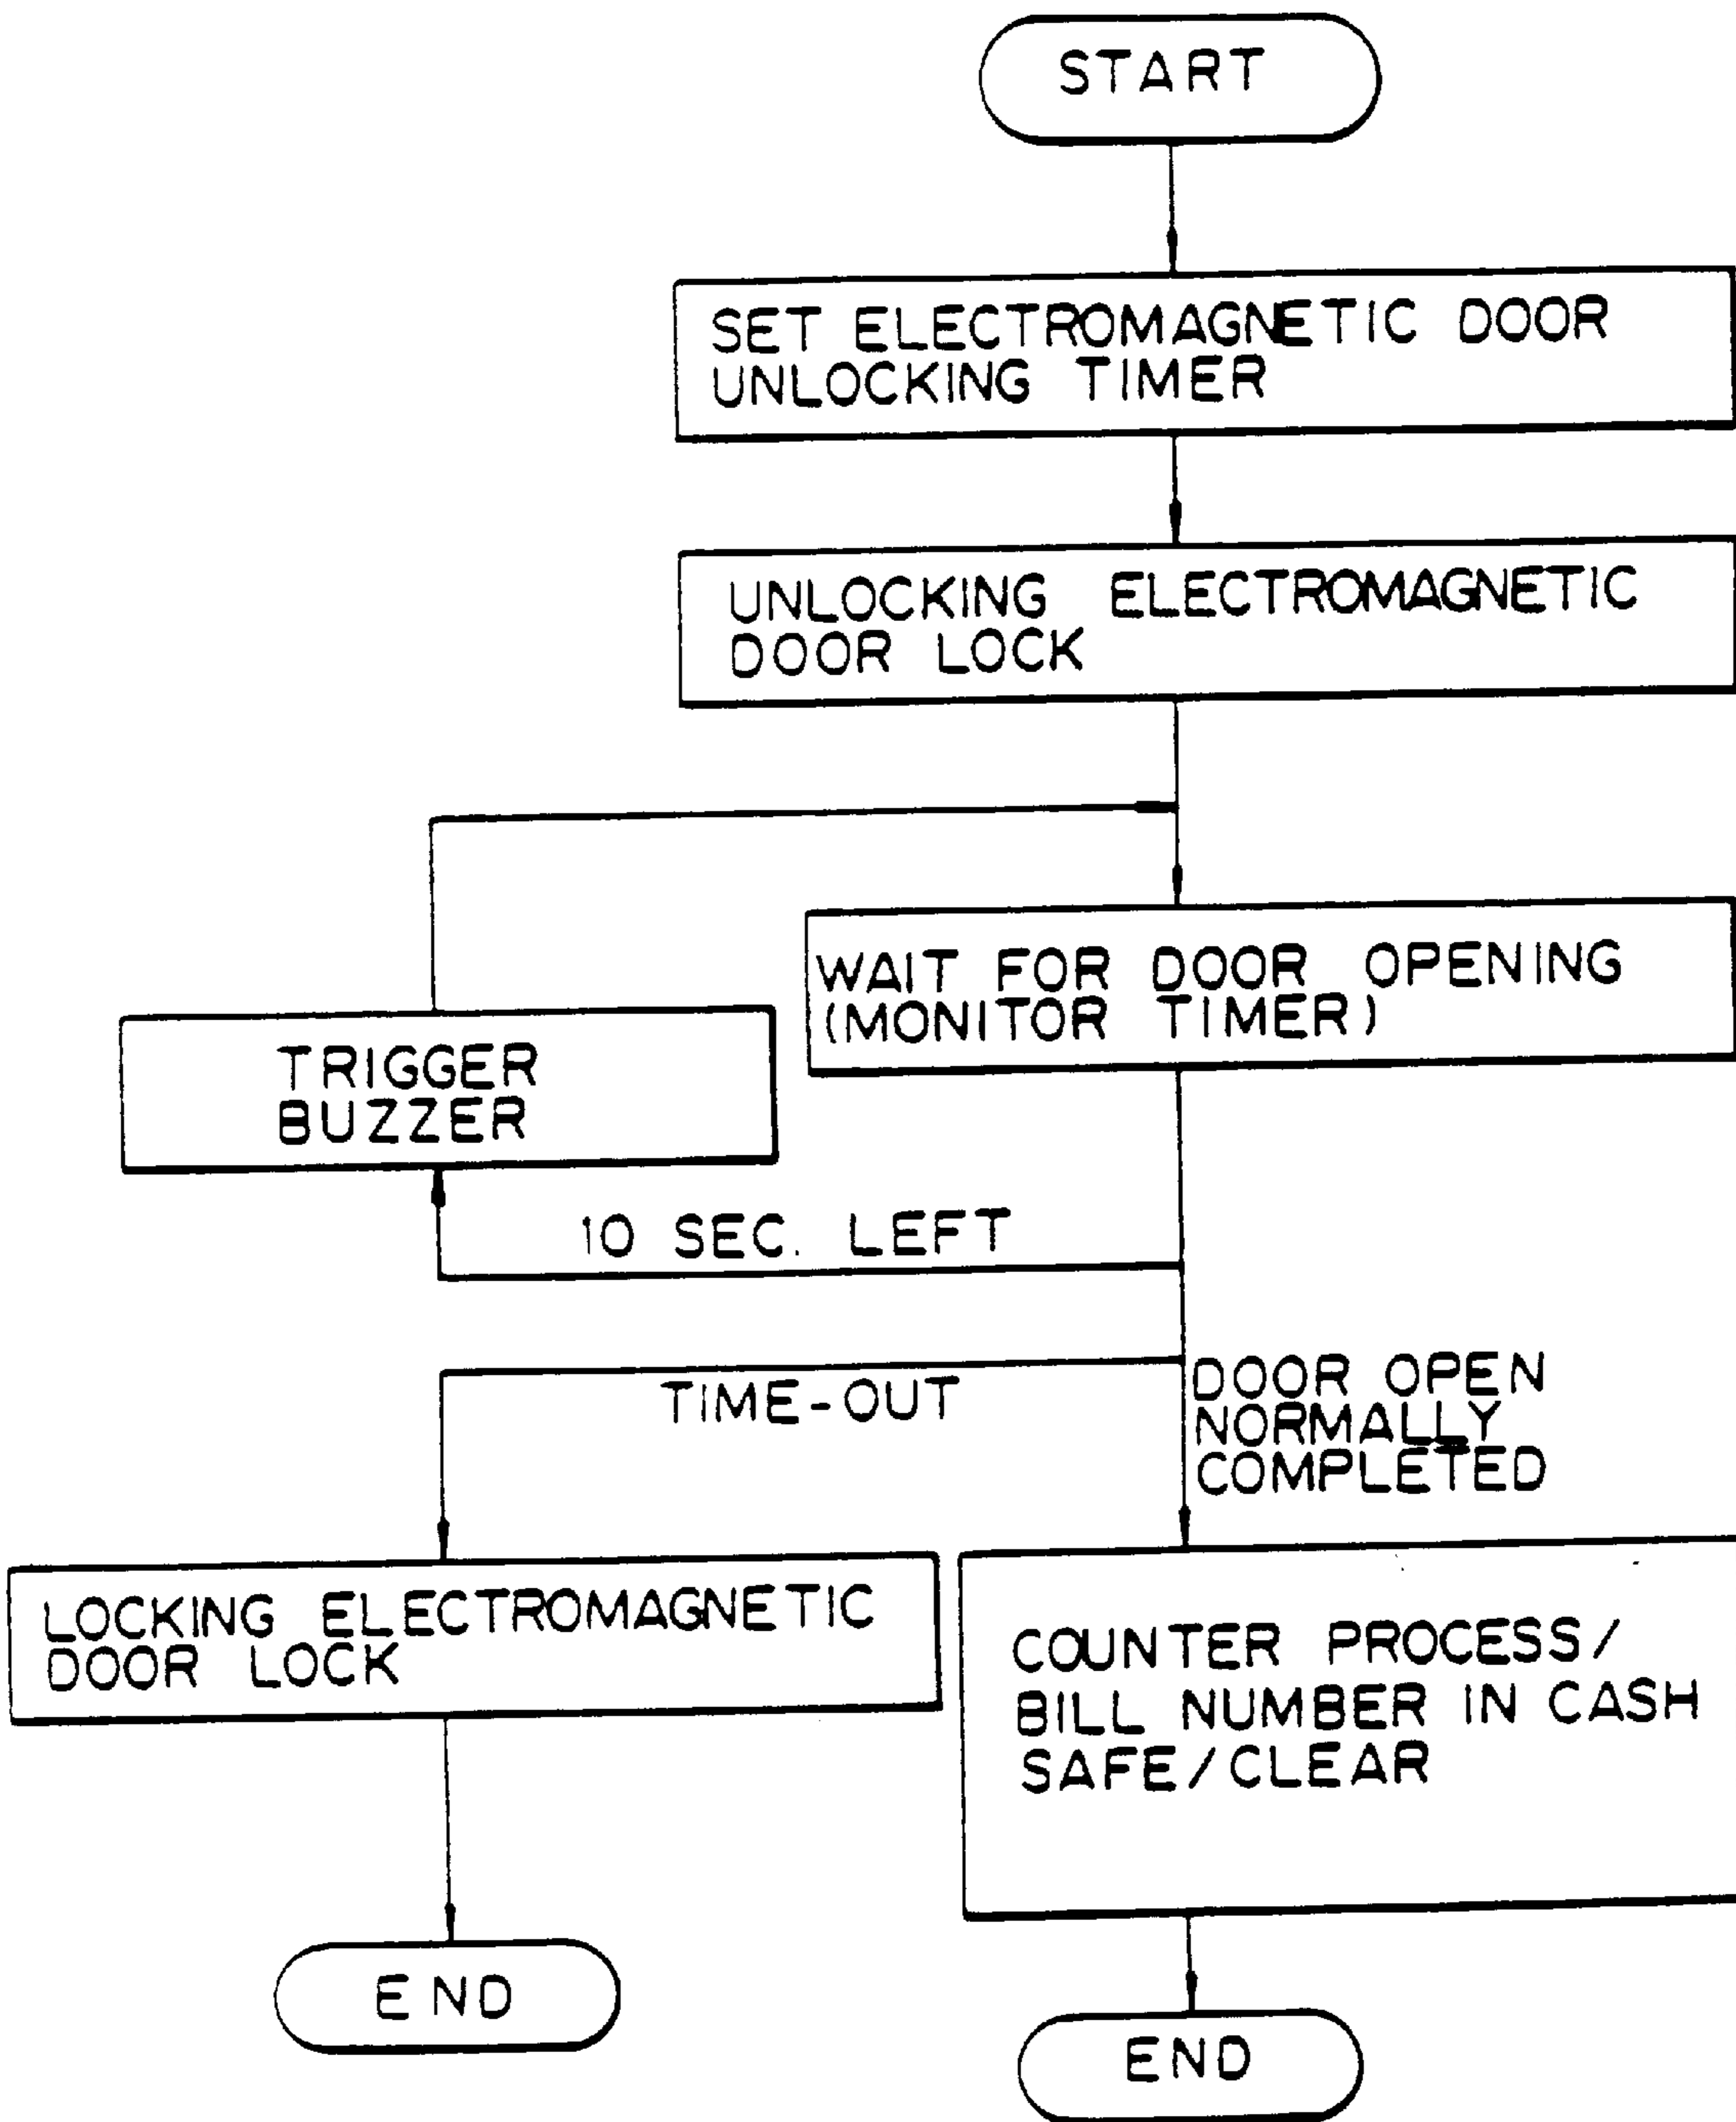 START
SET ELECTROMAGNETIC DOOR
UNLOCKING TIMER
UNLOCKING ELECTROMAGNETIC
DOOR LOCK
WAIT FOR DOOR OPENING
(MONITOR TIMER)
TRIGGER
BUZZER
10 SEC. LEFT
TIME-OUT
DOOR OPEN
NORMALLY
COMPLETED
LOCKING ELECTROMAGNETIC
DOOR LOCK
COUNTER PROCESS/
BILL NUMBER IN CASH
SAFE/CLEAR
END
END